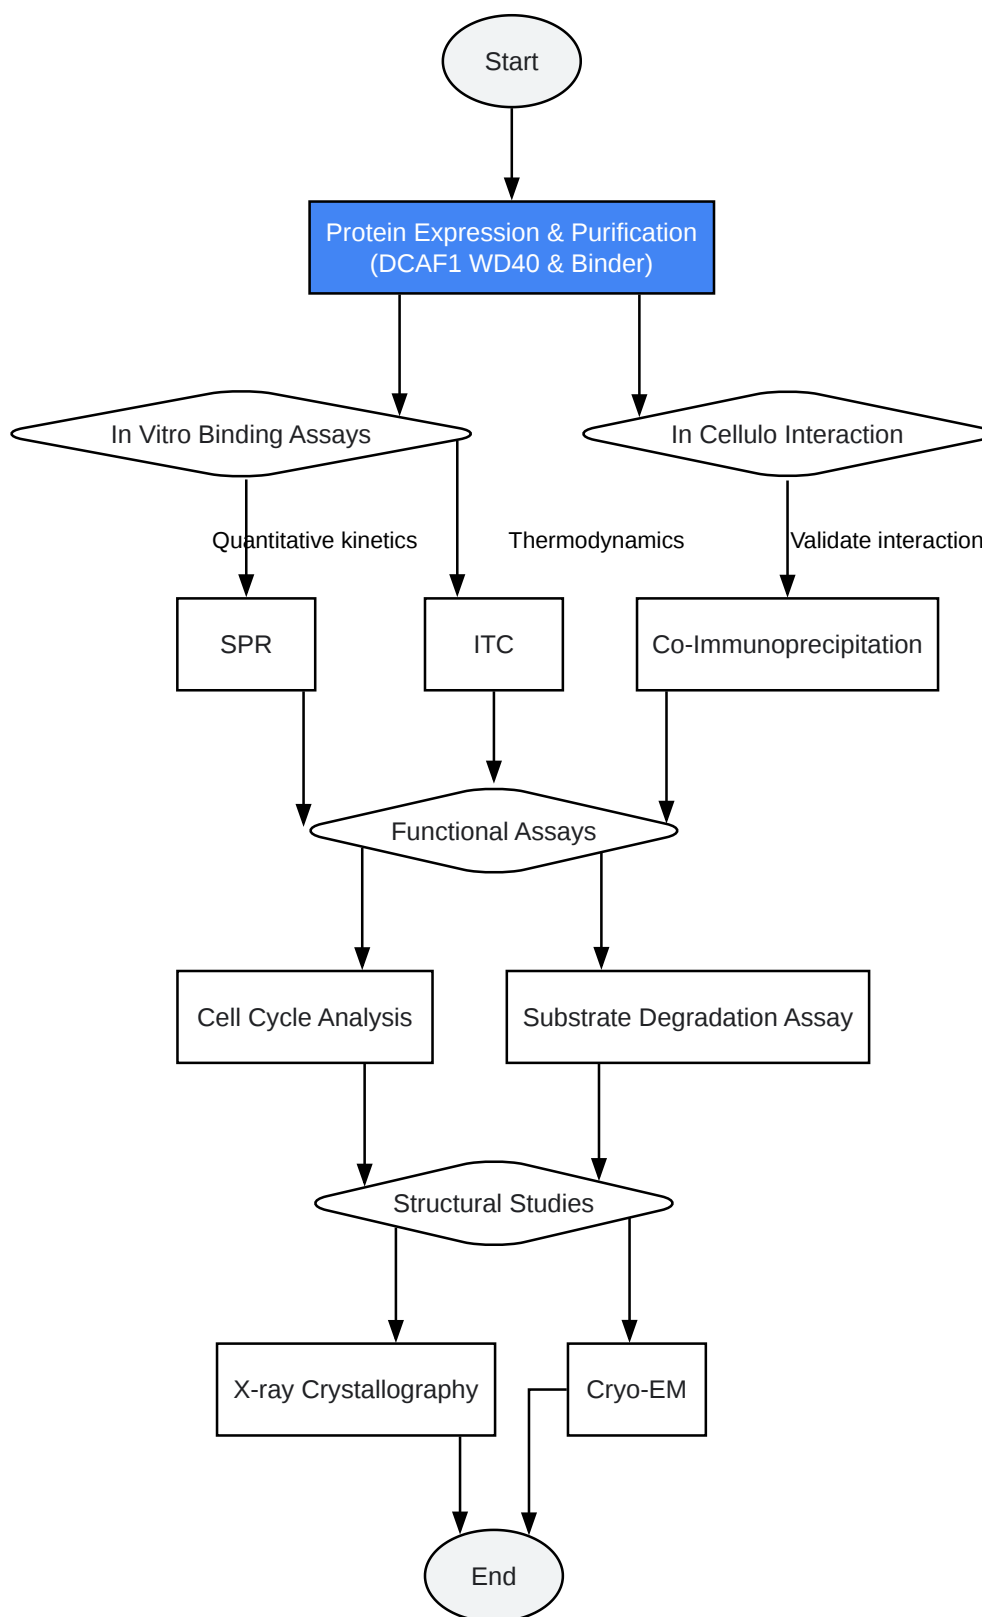 Start
Protein Expression & Purification
(DCAF1 WD40 & Binder)
In Vitro Binding Assays
In Cellulo Interaction
Quantitative kinetics
Thermodynamics
Validate interaction
SPR
ITC
Co-Immunoprecipitation
Functional Assays
Cell Cycle Analysis
Substrate Degradation Assay
Structural Studies
X-ray Crystallography
Cryo-EM
End